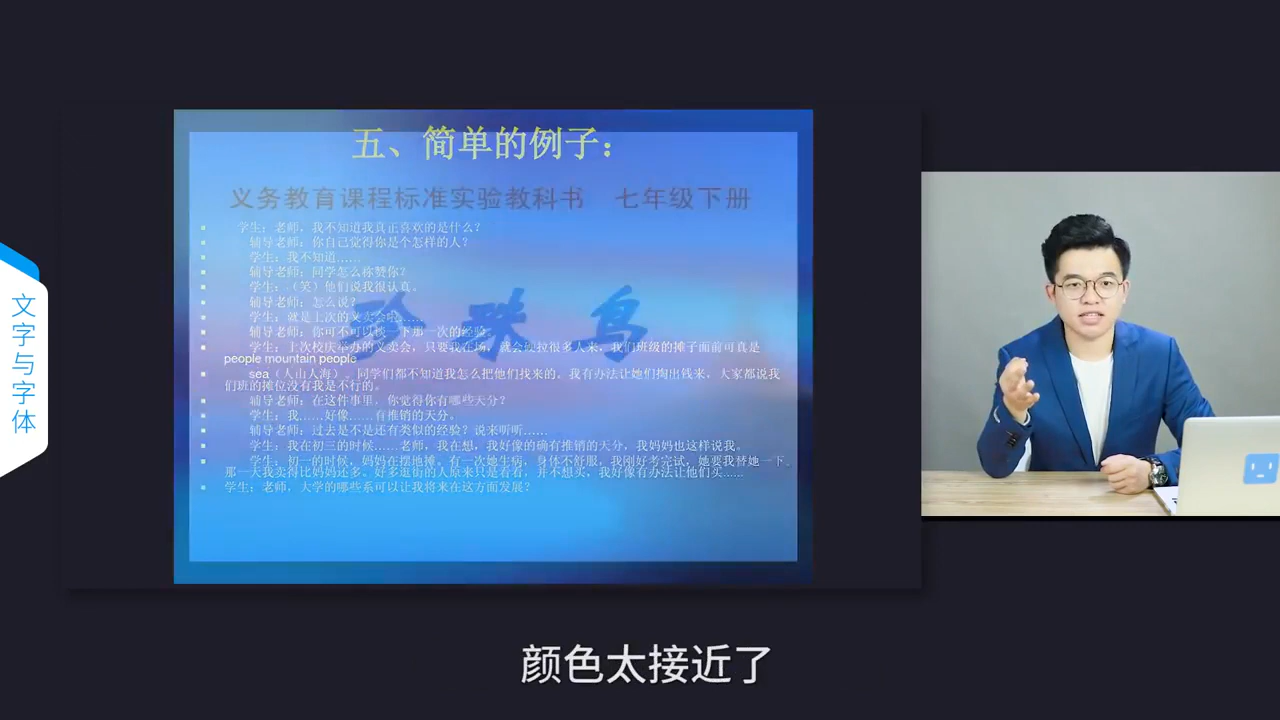 五、简单的例子：
义务教育课程标准实验教科书 七年级下册
学生：老师，我不知道我真正喜欢的是什么？
辅导老师：你自己觉得你是个怎样的人？
学生：我不知道……
辅导老师：同学怎么称赞你？
学生：（笑）他们说我很认真。
辅导老师：怎么说？
学生：就是上次的义卖会吧……
辅导老师：你可不可以谈一下那一次的经验。
学生：上次校庆举办的义卖会，只要我在场，就会硬拉很多人来，我们班级的摊子面前可真是
people mountain people
sea（人山人海）。同学们都不知道我怎么把他们找来的。我有办法让她们掏出钱来，大家都说我
们班的摊位没有我是不行的。
辅导老师：在这件事里，你觉得你有哪些天分？
学生：我……好像……有推销的天分。
辅导老师：过去是不是还有类似的经验？说来听听……
学生：我在初三的时候……老师，我在想，我好像的确有推销的天分，我妈妈也这样说我。
学生：初一的时候，妈妈在摆地摊，有一次她生病，身体不舒服，我刚好考完试，她要我替她一下。
那一天我卖得比妈妈还多。好多逛街的人原来只是看看，并不想买，我好像有办法让他们买……
学生：老师，大学的哪些系可以让我将来在这方面发展？
珍珠鸟
文字与字体
颜色太接近了